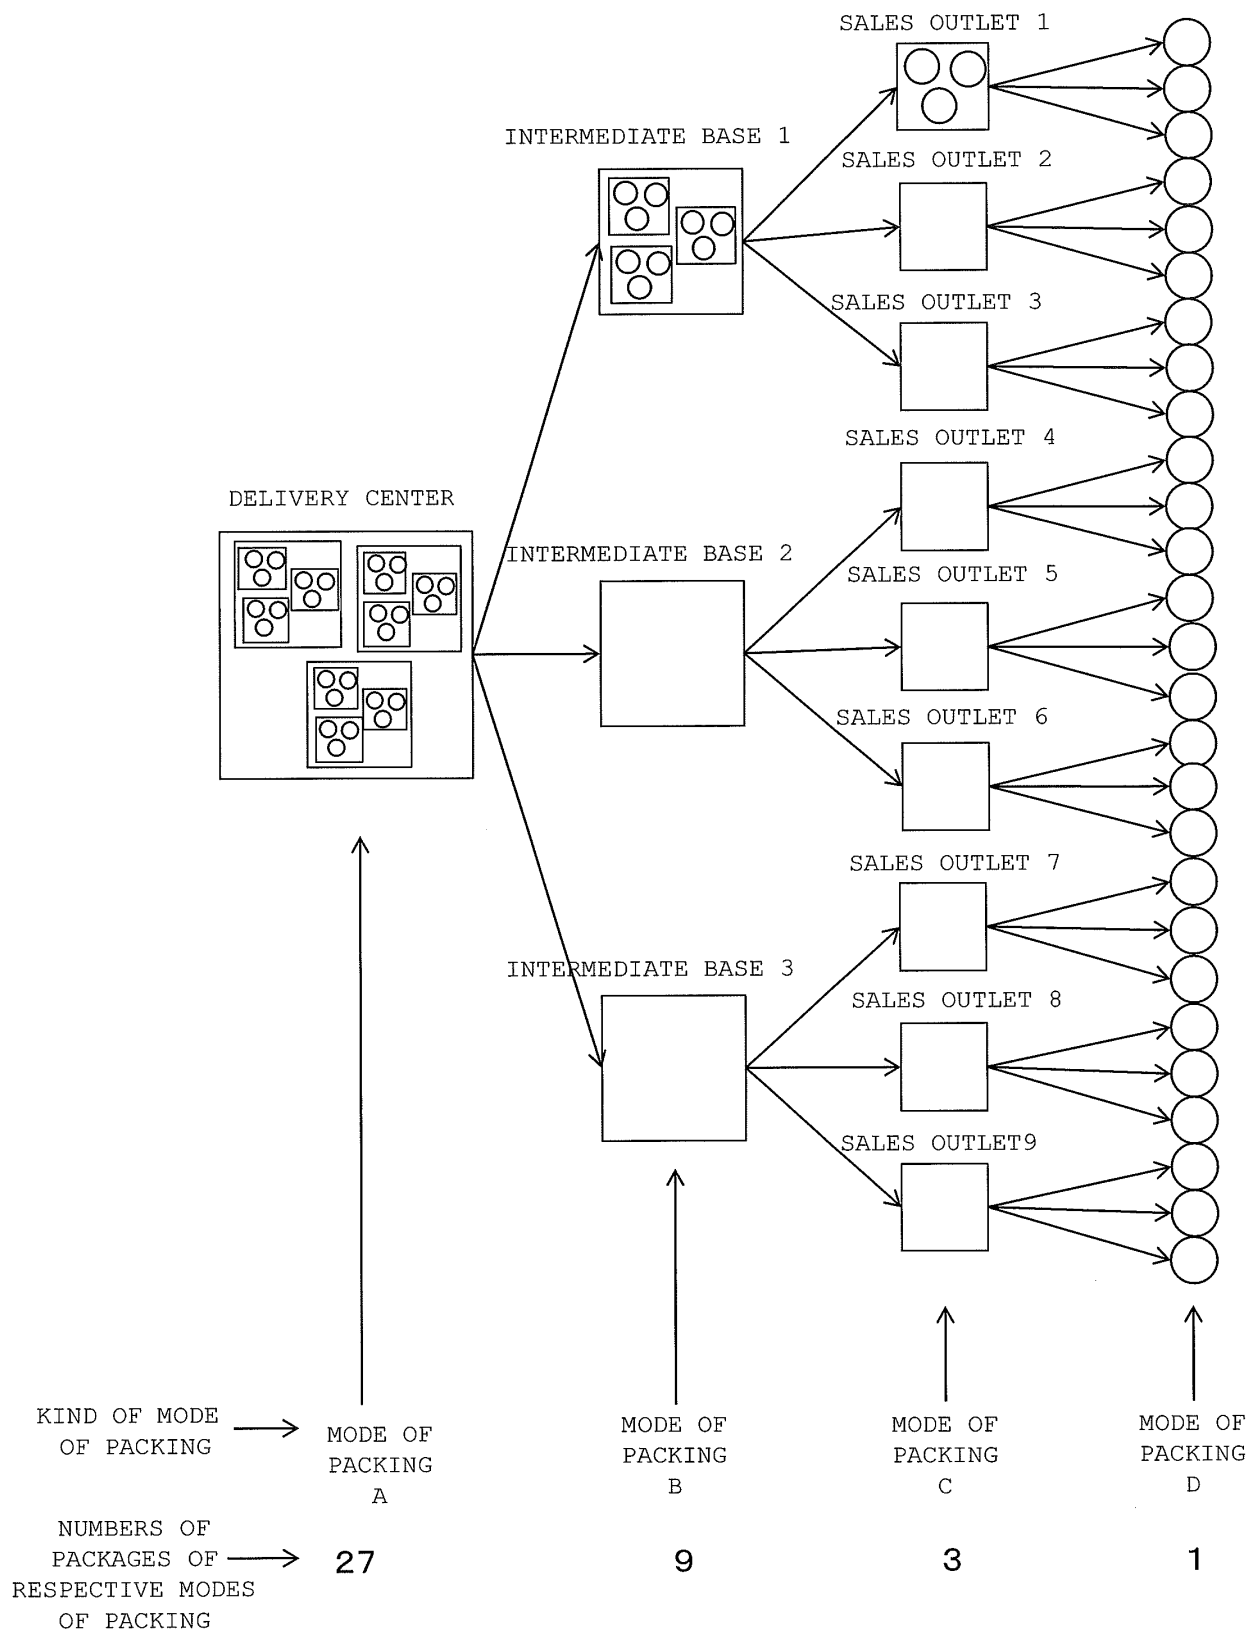 SALES OUTLET 1
INTERMEDIATE BASE 1
SALES OUTLET 2
SALES OUTLET 3
SALES OUTLET 4
DELIVERY CENTER
INTERMEDIATE BASE 2
SALES OUTLET 5
SALES OUTLET 6
SALES OUTLET 7
INTERMEDIATE BASE 3
SALES OUTLET 8
SALES OUTLET9
KIND OF MODE
OF PACKING
MODE OF
PACKING
A
MODE OF
PACKING
B
MODE OF
PACKING
C
MODE OF
PACKING
D
NUMBERS OF
PACKAGES OF
RESPECTIVE MODES
OF PACKING
27
9
3
1